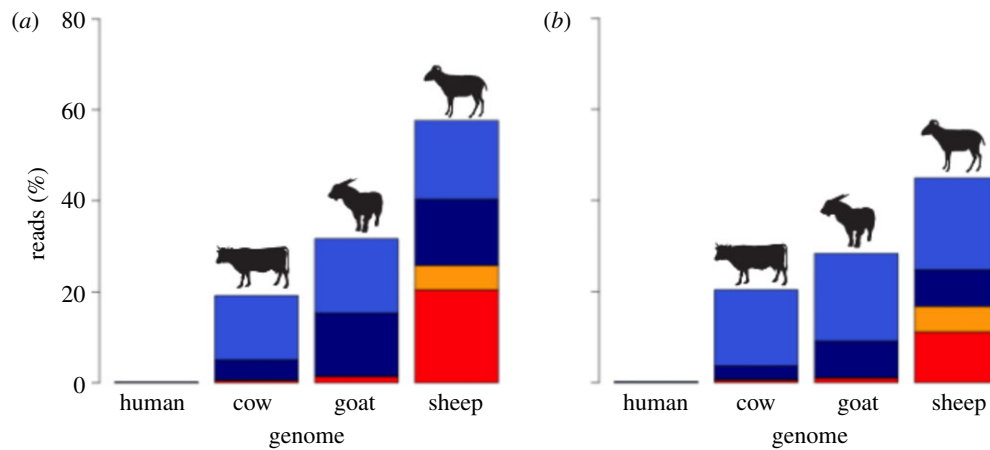 (a)
80
60
40
20
0
reads (%)
human cow goat sheep
genome
(b)
human cow goat sheep
genome